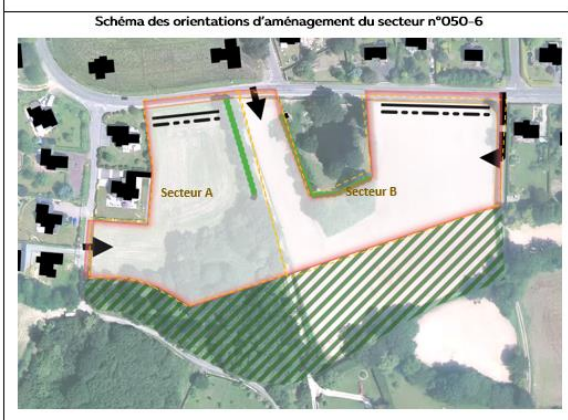 Schéma des orientations d'aménagement du secteur n°050-6
Secteur A
Secteur B